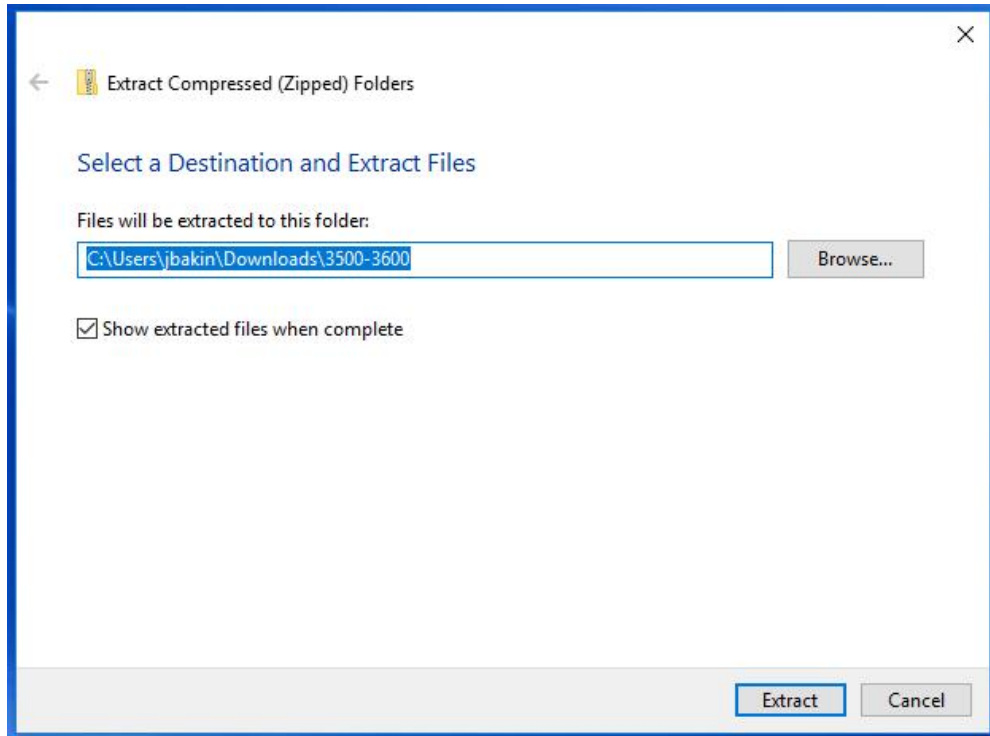 Extract Compressed (Zipped) Folders
Select a Destination and Extract Files
Files will be extracted to this folder:
C:\Users\jbakin\Downloads\3500-3600
Browse...
Show extracted files when complete
Extract
Cancel